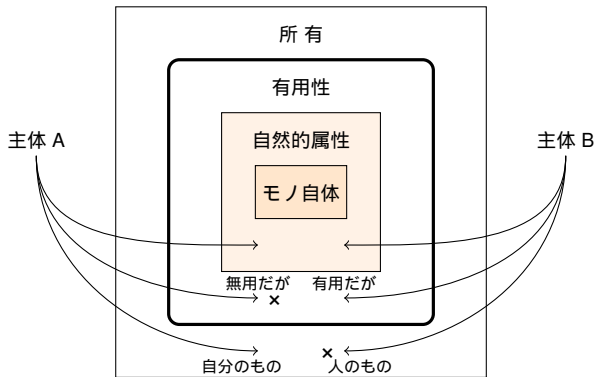 所 有
有用性
主体 A
自然的属性
主体 B
モノ自体
無用だが
有用だが
×
×
自分のもの
人のもの